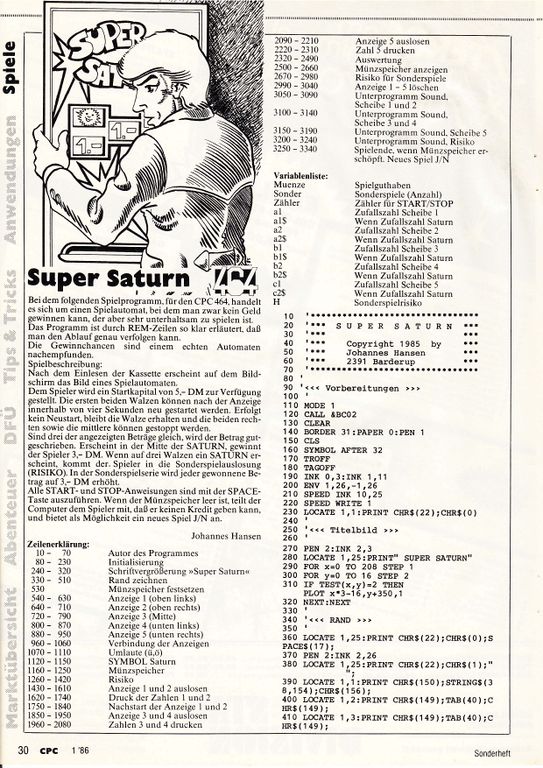 Spiele
Anwendungen
Tips & Tricks
DFÜ
Abenteuer
Marktübersicht
SUPER
SAT
1.-
1.-
Super Saturn
464
Bei dem folgenden Spielprogramm, für den CPC 464, handelt
es sich um einen Spielautomat, bei dem man zwar kein Geld
gewinnen kann, der aber sehr unterhaltsam zu spielen ist.
Das Programm ist durch REM-Zeilen so klar erläutert, daß
man den Ablauf genau verfolgen kann.
Die Gewinnchancen sind einem echten Automaten
nachempfunden.
Spielbeschreibung:
Nach dem Einlesen der Kassette erscheint auf dem Bild-
schirm das Bild eines Spielautomaten.
Dem Spieler wird ein Startkapital von 5,– DM zur Verfügung
gestellt. Die ersten beiden Walzen können nach der Anzeige
innerhalb von vier Sekunden neu gestartet werden. Erfolgt
kein Neustart, bleibt die Walze erhalten und die beiden rech-
ten sowie die mittlere können gestoppt werden.
Sind drei der angezeigten Beträge gleich, wird der Betrag gut-
geschrieben. Erscheint in der Mitte der SATURN, gewinnt
der Spieler 3,– DM. Wenn auf drei Walzen ein SATURN er-
scheint, kommt der Spieler in die Sonderspielauslosung
(RISIKO). In der Sonderspielserie wird jeder gewonnene Be-
trag auf 3,– DM erhöht.
Alle START- und STOP-Anweisungen sind mit der SPACE-
Taste auszuführen. Wenn der Münzspeicher leer ist, teilt der
Computer dem Spieler mit, daß er keinen Kredit geben kann,
und bietet als Möglichkeit ein neues Spiel J/N an.
Johannes Hansen
Zeilenerklärung:
10 – 70 Autor des Programmes
80 – 230 Initialisierung
240 – 320 Schriftvergrößerung »Super Saturn«
330 – 510 Rand zeichnen
530 Münzspeicher festsetzen
540 – 630 Anzeige 1 (oben links)
640 – 710 Anzeige 2 (oben rechts)
720 – 790 Anzeige 3 (Mitte)
800 – 870 Anzeige 4 (unten links)
880 – 950 Anzeige 5 (unten rechts)
960 – 1060 Verbindung der Anzeigen
1070 – 1110 Umlaute (ü,ö)
1120 – 1150 SYMBOL Saturn
1160 – 1250 Münzspeicher
1260 – 1420 Risiko
1430 – 1610 Anzeige 1 und 2 auslosen
1620 – 1740 Druck der Zahlen 1 und 2
1750 – 1840 Nachstart der Anzeige 1 und 2
1850 – 1950 Anzeige 3 und 4 auslosen
1960 – 2080 Zahlen 3 und 4 drucken
2090 – 2210 Anzeige 5 auslosen
2220 – 2310 Zahl 5 drucken
2320 – 2490 Auswertung
2500 – 2660 Münzspeicher anzeigen
2670 – 2980 Risiko für Sonderspiele
2990 – 3040 Anzeige 1 – 5 löschen
3050 – 3090 Unterprogramm Sound,
Scheibe 1 und 2
3100 – 3140 Unterprogramm Sound,
Scheibe 3 und 4
3150 – 3190 Unterprogramm Sound, Scheibe 5
3200 – 3240 Unterprogramm Sound, Risiko
3250 – 3340 Spielende, wenn Münzspeicher er-
schöpft. Neues Spiel J/N
Variablenliste:
Muenze Spielguthaben
Sonder Sonderspiele (Anzahl)
Zähler Zähler für START/STOP
a1 Zufallszahl Scheibe 1
a1$ Wenn Zufallszahl Saturn
a2 Zufallszahl Scheibe 2
a2$ Wenn Zufallszahl Saturn
b1 Zufallszahl Scheibe 3
b1$ Wenn Zufallszahl Saturn
b2 Zufallszahl Scheibe 4
b2$ Wenn Zufallszahl Saturn
c1 Zufallszahl Scheibe 5
c2$ Wenn Zufallszahl Saturn
H Sonderspielrisiko
10 '***************************
20 '*** S U P E R S A T U R N ***
30 '*** ***
40 '*** Copyright 1985 by ***
50 '*** Johannes Hansen ***
60 '*** 2391 Barderup ***
70 '***************************
80 '
90 '<<< Vorbereitungen >>>
100 '
110 MODE 1
120 CALL &BC02
130 CLEAR
140 BORDER 31:PAPER 0:PEN 1
150 CLS
160 SYMBOL AFTER 32
170 TROFF
180 TAGOFF
190 INK 0,3:INK 1,11
200 ENV 1,26,-1,26
210 SPEED INK 10,25
220 SPEED WRITE 1
230 LOCATE 1,1:PRINT CHR$(22);CHR$(0)
240 '
250 '<<< Titelbild >>>
260 '
270 PEN 2:INK 2,3
280 LOCATE 1,25:PRINT" SUPER SATURN"
290 FOR x=0 TO 208 STEP 1
300 FOR y=0 TO 16 STEP 2
310 IF TEST(x,y)=2 THEN
PLOT x*3-16,y+350,1
320 NEXT:NEXT
330 '
340 '<<< RAND >>>
350 '
360 LOCATE 1,25:PRINT CHR$(22);CHR$(0);S
PACE$(17);
370 PEN 2:INK 2,26
380 LOCATE 1,25:PRINT CHR$(22);CHR$(1);"
";
390 LOCATE 1,1:PRINT CHR$(150);STRING$(3
8,154);CHR$(156);
400 LOCATE 1,2:PRINT CHR$(149);TAB(40);C
HR$(149);
410 LOCATE 1,3:PRINT CHR$(149);TAB(40);C
HR$(149);
30 CPC 1'86
Sonderheft